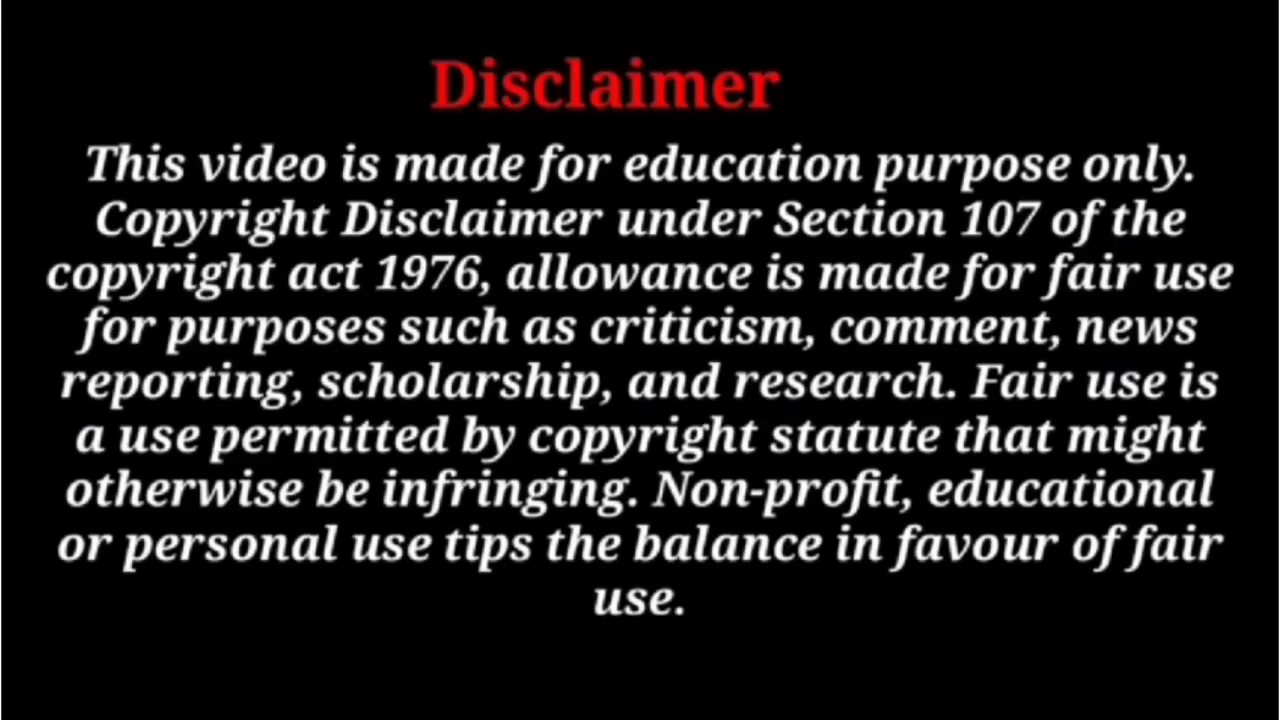 Disclaimer
This video is made for education purpose only.
Copyright Disclaimer under Section 107 of the
copyright act 1976, allowance is made for fair use
for purposes such as criticism, comment, news
reporting, scholarship, and research. Fair use is
a use permitted by copyright statute that might
otherwise be infringing. Non-profit, educational
or personal use tips the balance in favour of fair
use.